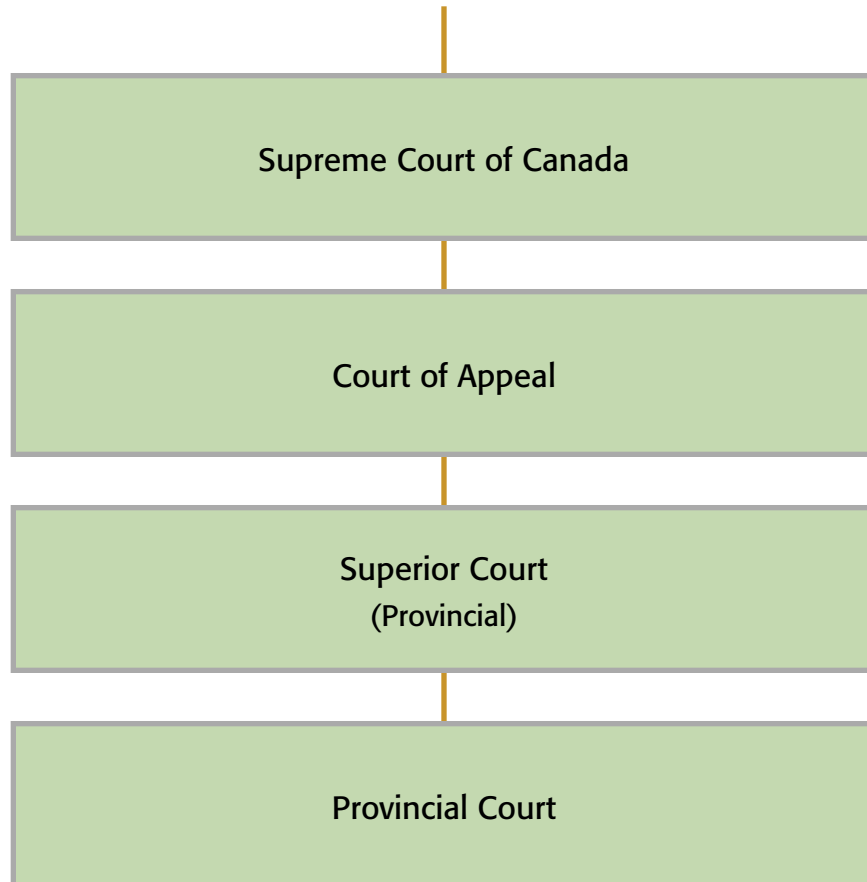 Supreme Court of Canada
Court of Appeal
Superior Court
(Provincial)
Provincial Court